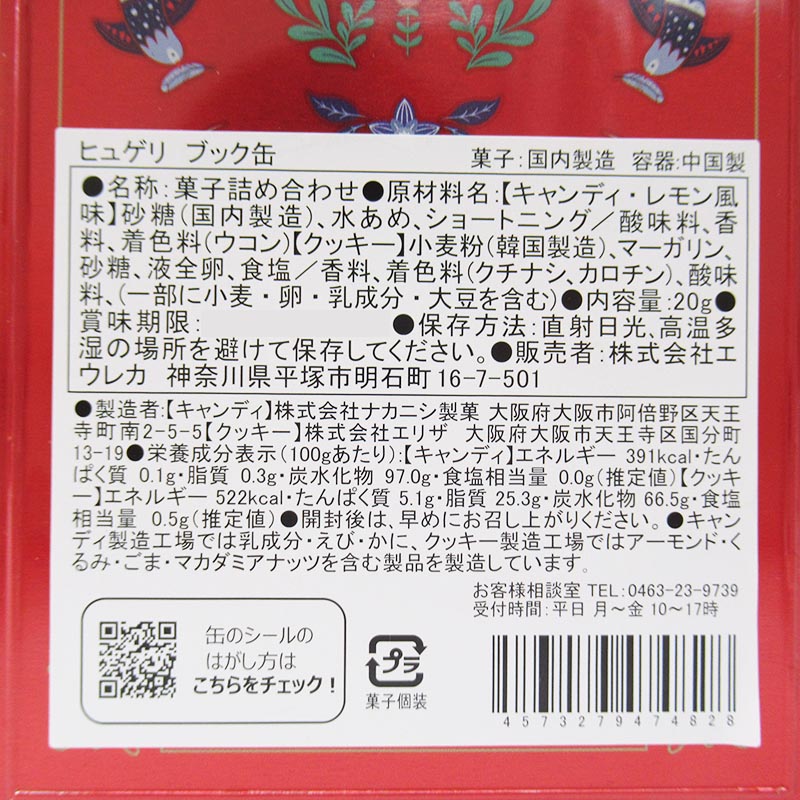 ヒュゲリ ブック缶 菓子:国内製造 容器:中国製
●名称:菓子詰め合わせ●原材料名:【キャンディ・レモン風
味】砂糖(国内製造)、水あめ、ショートニング／酸味料、香
料、着色料(ウコン)【クッキー】小麦粉(韓国製造)、マーガリン、
砂糖、液全卵、食塩／香料、着色料(クチナシ、カロチン)、酸味
料、(一部に小麦・卵・乳成分・大豆を含む)●内容量:20g●
賞味期限: ●保存方法:直射日光、高温多
湿の場所を避けて保存してください。●販売者:株式会社エ
ウレカ 神奈川県平塚市明石町16-7-501
●製造者:【キャンディ】株式会社ナカニシ製菓 大阪府大阪市阿倍野区天王
寺町南2-5-5【クッキー】株式会社エリザ 大阪府大阪市天王寺区国分町
13-19●栄養成分表示(100gあたり):【キャンディ】エネルギー 391kcal・たん
ぱく質 0.1g・脂質 0.3g・炭水化物 97.0g・食塩相当量 0.0g(推定値)【クッ
キー】エネルギー 522kcal・たんぱく質 5.1g・脂質 25.3g・炭水化物 66.5g・食塩
相当量 0.5g(推定値)●開封後は、早めにお召し上がりください。●キャン
ディ製造工場では乳成分・えび・かに、クッキー製造工場ではアーモンド・く
るみ・ごま・マカダミアナッツを含む製品を製造しています。
お客様相談室 TEL:0463-23-9739
受付時間:平日 月～金 10～17時
缶のシールの
はがし方は
こちらをチェック！
プラ
菓子個装
4573279474828